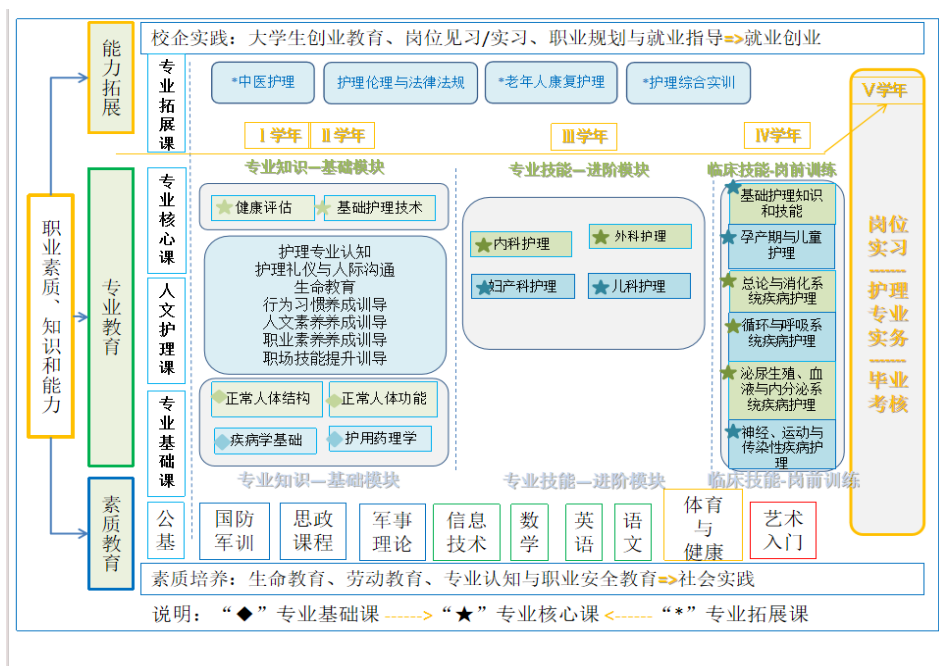 能力拓展
校企实践：大学生创业教育、岗位见习/实习、职业规划与就业指导=>就业创业
专业拓展课
*中医护理
护理伦理与法律法规
*老年人康复护理
*护理综合实训
V学年
I 学年
II学年
III学年
IV学年
专业知识—基础模块
专业技能—进阶模块
临床技能-岗前训练
职业素质、知识和能力
专业教育
专业核心课
★健康评估
★基础护理技术
★内科护理
★外科护理
★妇产科护理
★儿科护理
★基础护理知识
和技能
★孕产期与儿童
护理
★总论与消化系
统疾病护理
★循环与呼吸系
统疾病护理
★泌尿生殖、血
液与内分泌系
统疾病护理
★神经、运动与
传染性疾病护
理
岗位
实习
------
护理
专业
实务
------
毕业
考核
人文护理课
护理专业认知
护理礼仪与人际沟通
生命教育
行为习惯养成训导
人文素养养成训导
职业素养养成训导
职场技能提升训导
专业基础课
◆正常人体结构
◆正常人体功能
◆疾病学基础
◆护用药理学
专业知识—基础模块
专业技能—进阶模块
临床技能-岗前训练
素质教育
公基
国防
军训
思政
课程
军事
理论
信息
技术
数学
英语
语文
体育
与
健康
艺术
入门
素质培养：生命教育、劳动教育、专业认知与职业安全教育=>社会实践
说明：“◆”专业基础课------>“★”专业核心课<------“*”专业拓展课